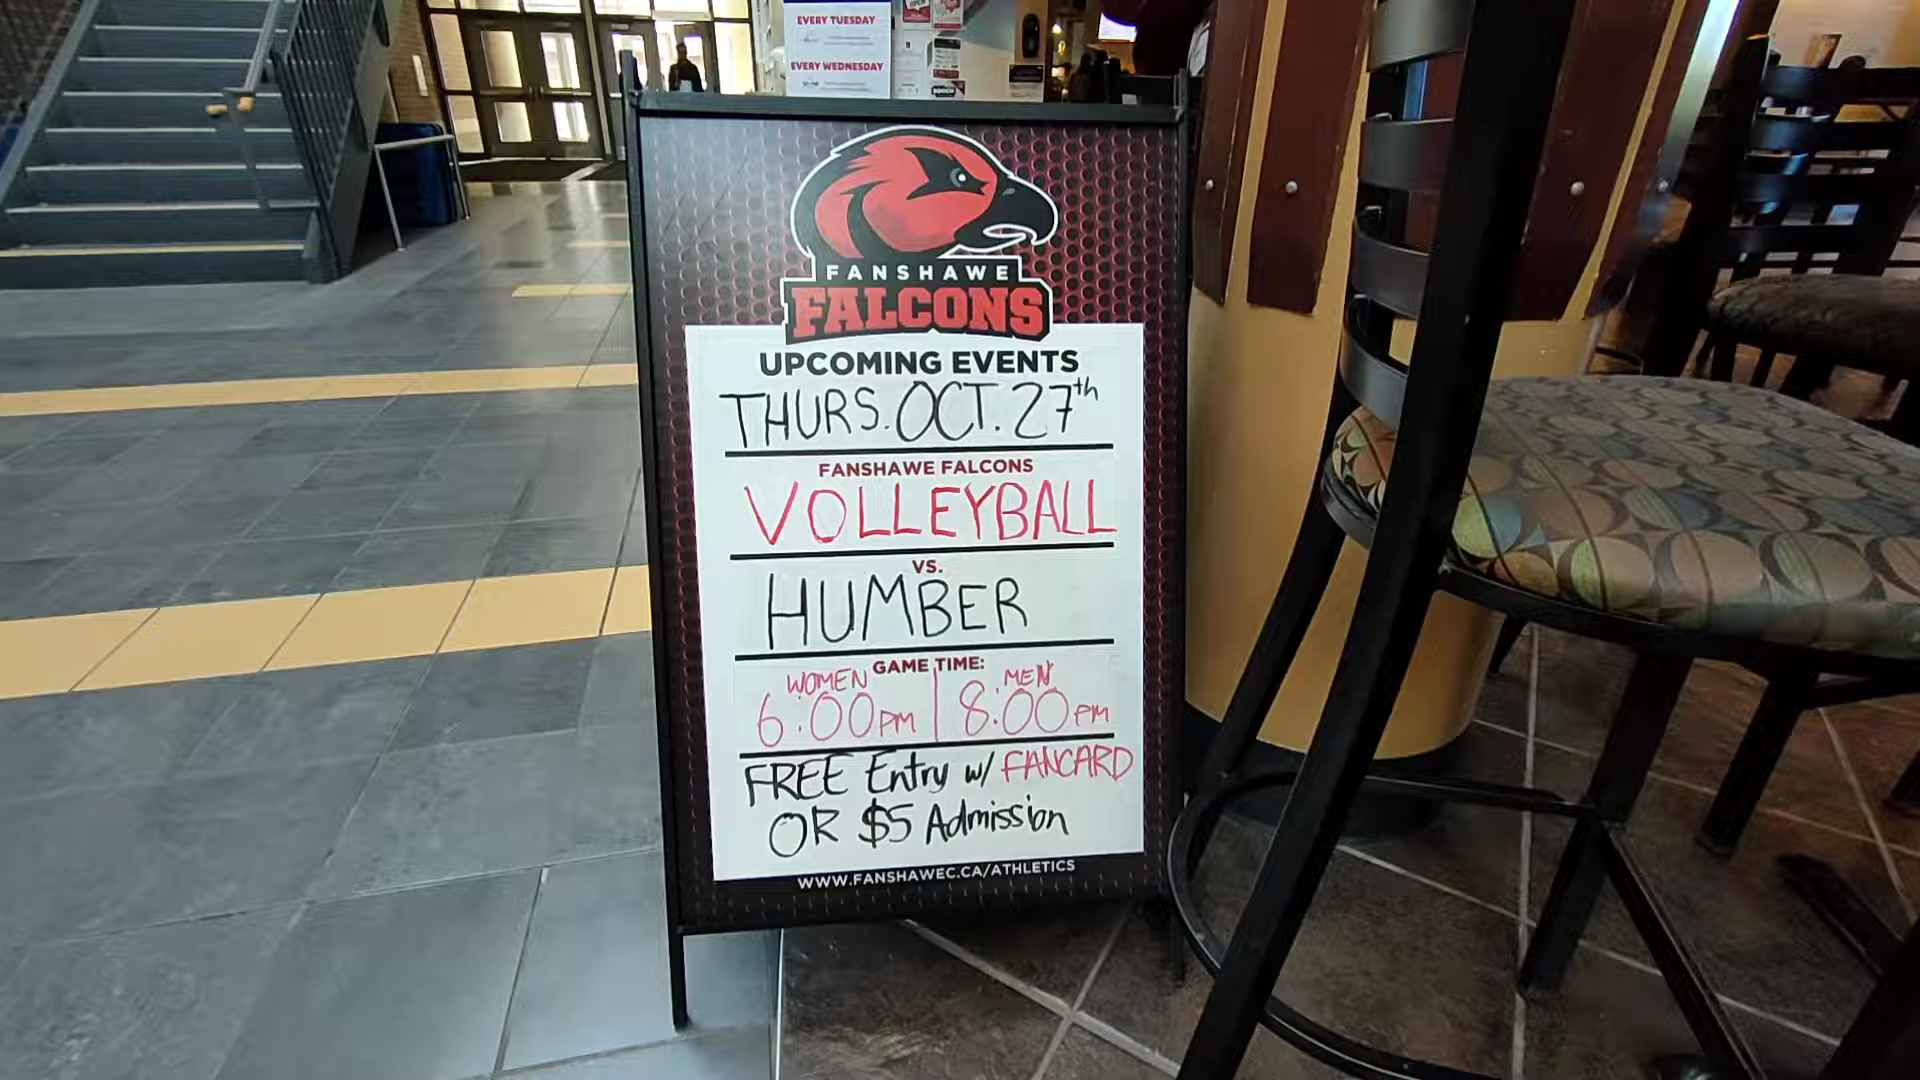 EVERY TUESDAY
EVERY WEDNESDAY
FANSHAWE
FALCONS
UPCOMING EVENTS
THURS. OCT. 27th
FANSHAWE FALCONS
VOLLEYBALL
VS.
HUMBER
GAME TIME:
WOMEN MEN
6:00PM | 8:00PM
FREE Entry w/ FANCARD
OR $5 Admission
WWW.FANSHAWEC.CA/ATHLETICS